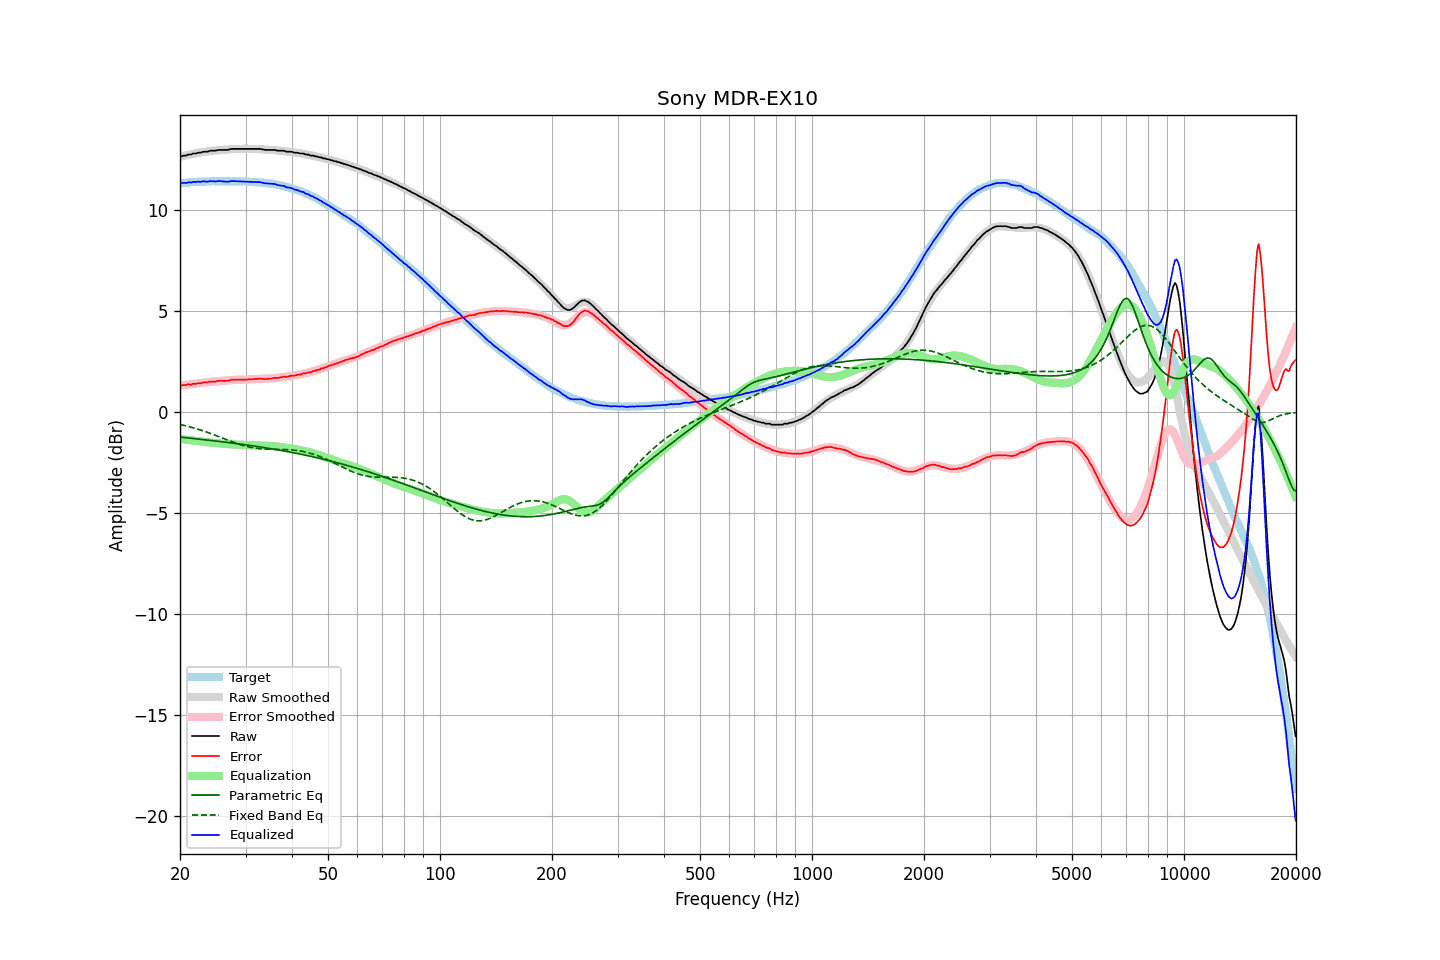 Sony MDR-EX10
Amplitude (dBr)
10
5
0
−5
−10
−15
−20
Target
Raw Smoothed
Error Smoothed
Raw
Error
Equalization
Parametric Eq
Fixed Band Eq
Equalized
20 50 100 200 500 1000 2000 5000 10000 20000
Frequency (Hz)